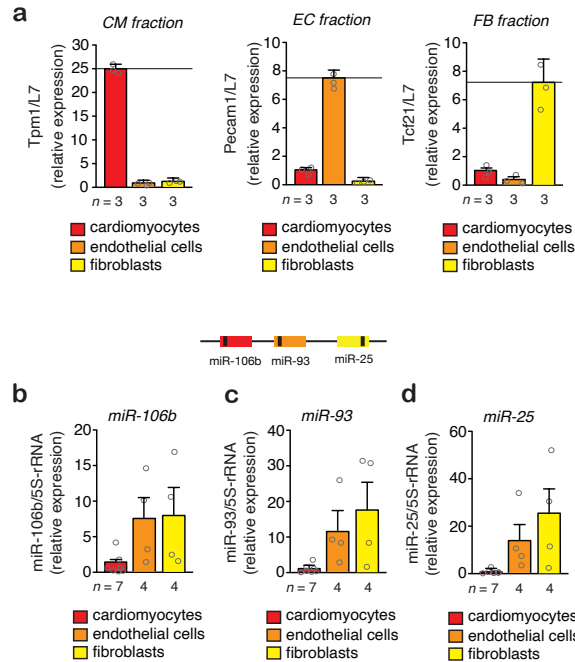 a
CM fraction
EC fraction
FB fraction
Tpm1/L7
(relative expression)
30
25
20
15
10
5
0
n = 3 3 3
Pecam1/L7
(relative expression)
10
8
6
4
2
0
n = 3 3 3
Tcf21/L7
(relative expression)
10
8
6
4
2
0
n = 3 3 3
cardiomyocytes
endothelial cells
fibroblasts
cardiomyocytes
endothelial cells
fibroblasts
cardiomyocytes
endothelial cells
fibroblasts
miR-106b miR-93 miR-25
b
miR-106b
miR-106b/5S-rRNA
(relative expression)
20
15
10
5
0
n = 7 4 4
cardiomyocytes
endothelial cells
fibroblasts
c
miR-93
miR-93/5S-rRNA
(relative expression)
50
40
30
20
10
0
n = 7 4 4
cardiomyocytes
endothelial cells
fibroblasts
d
miR-25
miR-25/5S-rRNA
(relative expression)
60
40
20
0
n = 7 4 4
cardiomyocytes
endothelial cells
fibroblasts